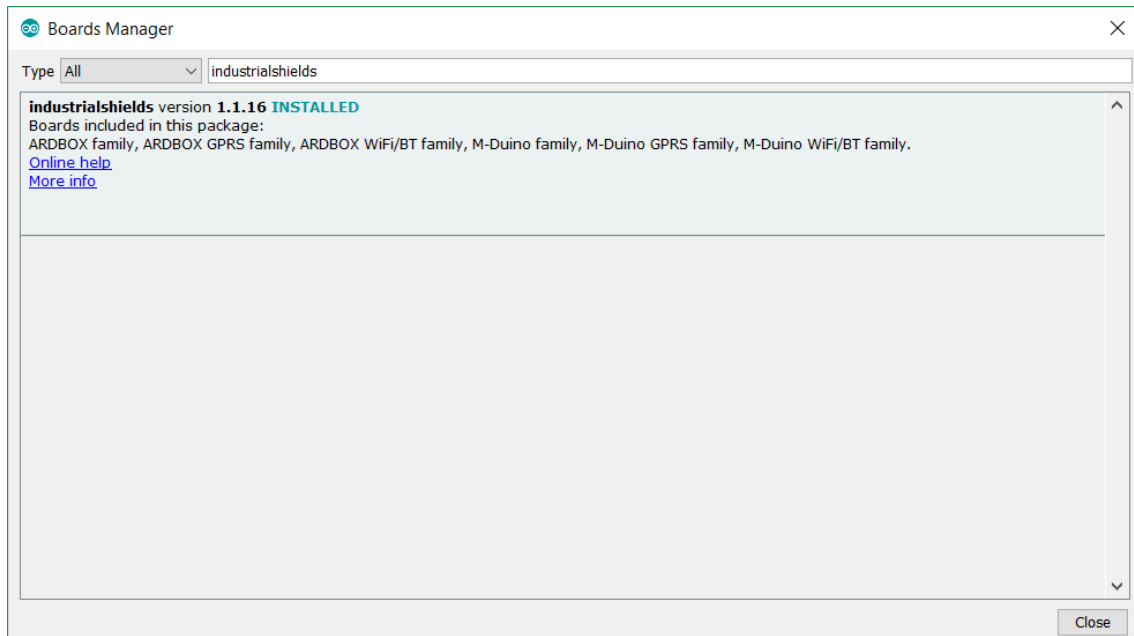 Boards Manager
Type All industrialshields
industrialshields version 1.1.16 INSTALLED
Boards included in this package:
ARDBOX family, ARDBOX GPRS family, ARDBOX WiFi/BT family, M-Duino family, M-Duino GPRS family, M-Duino WiFi/BT family.
Online help
More info
Close